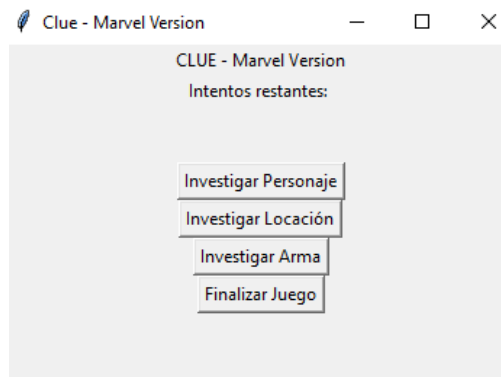 Clue - Marvel Version
CLUE - Marvel Version
Intentos restantes:
Investigar Personaje
Investigar Locación
Investigar Arma
Finalizar Juego